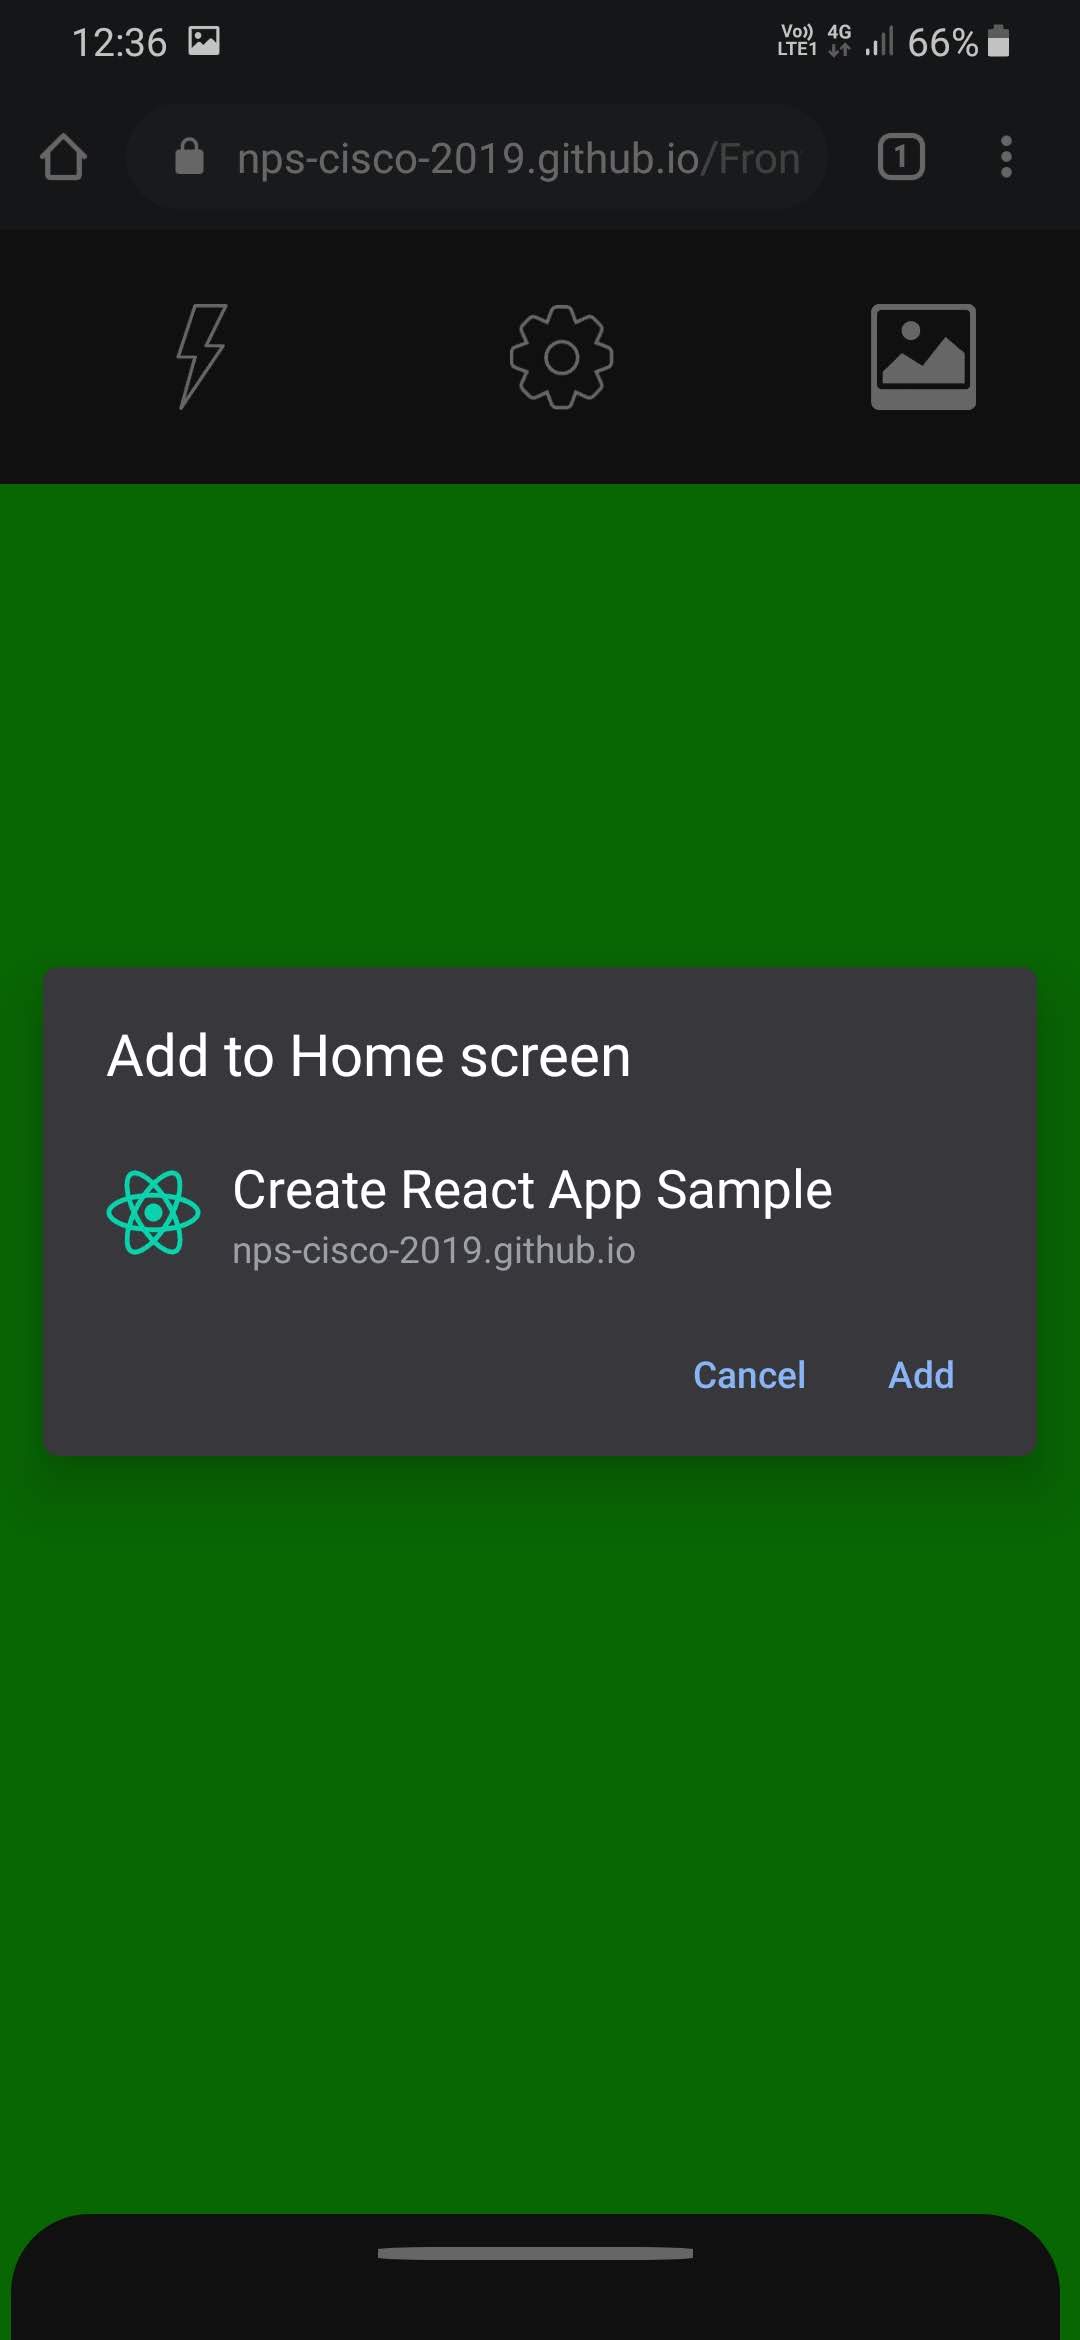 12:36
Vo)) 4G 66%
LTE1
nps-cisco-2019.github.io/Fron
1
Add to Home screen
Create React App Sample
nps-cisco-2019.github.io
Cancel Add